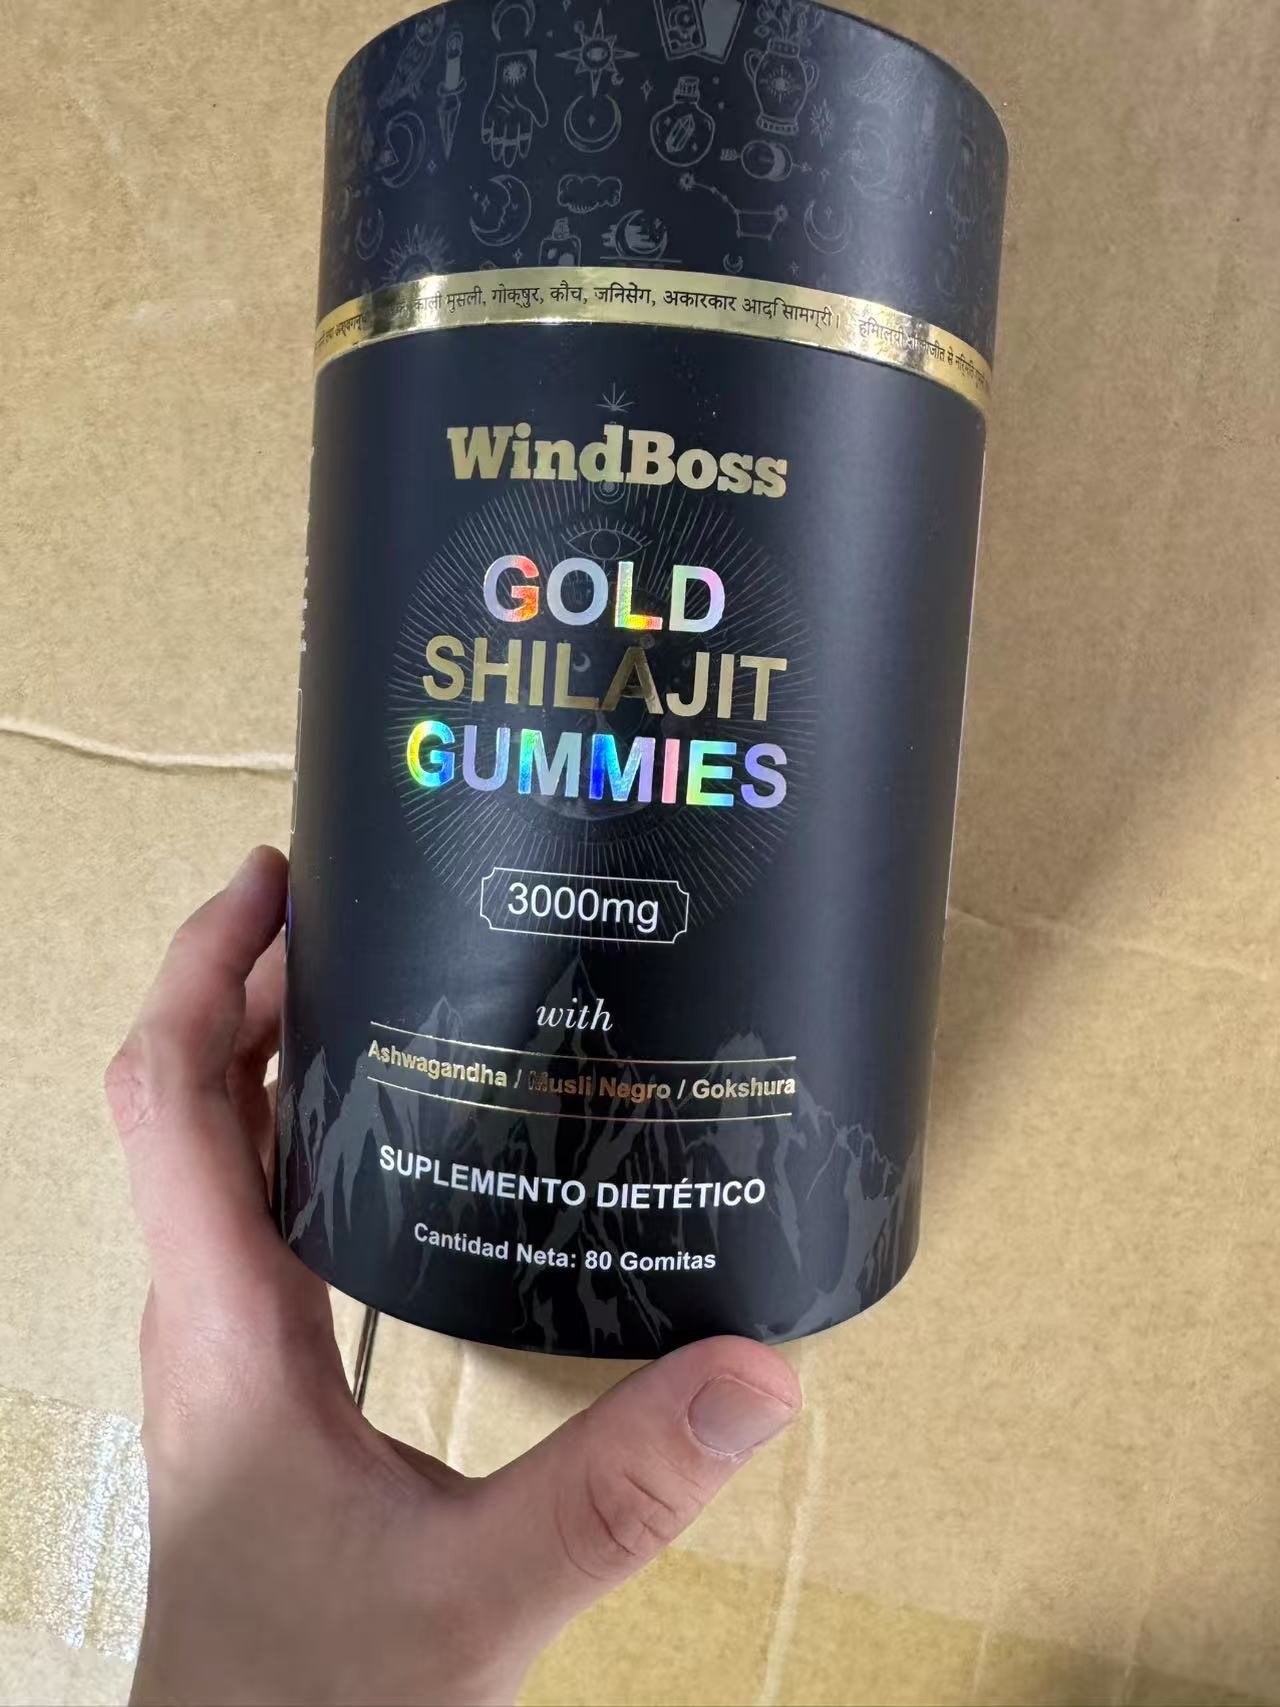 काली मुसली, गोक्षुर, कौच, जनिसेंग, अकारकार आदि सामग्री।
WindBoss
GOLD
SHILAJIT
GUMMIES
3000mg
with
Ashwagandha / Musli Negro / Gokshura
SUPLEMENTO DIETÉTICO
Cantidad Neta: 80 Gomitas